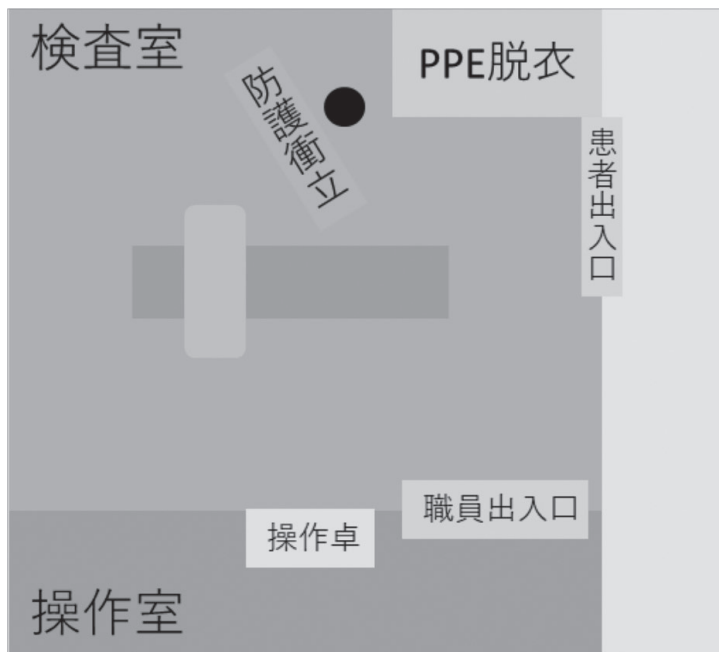 検査室
PPE脱衣
防護衝立
患者出入口
職員出入口
操作卓
操作室